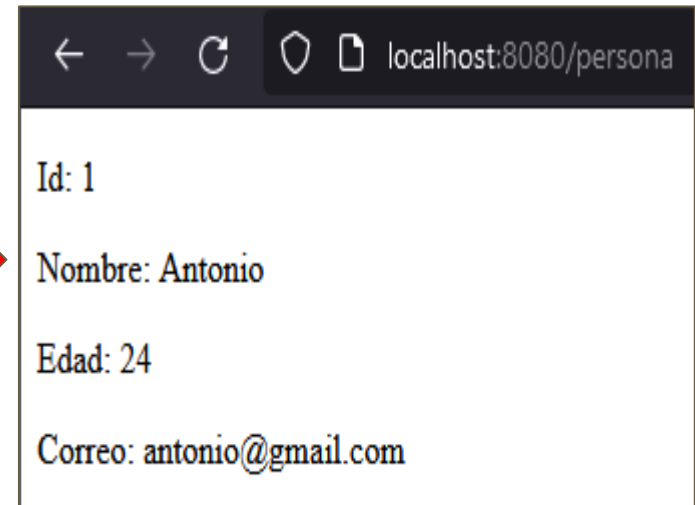 localhost:8080/persona
Id: 1
Nombre: Antonio
Edad: 24
Correo: antonio@gmail.com